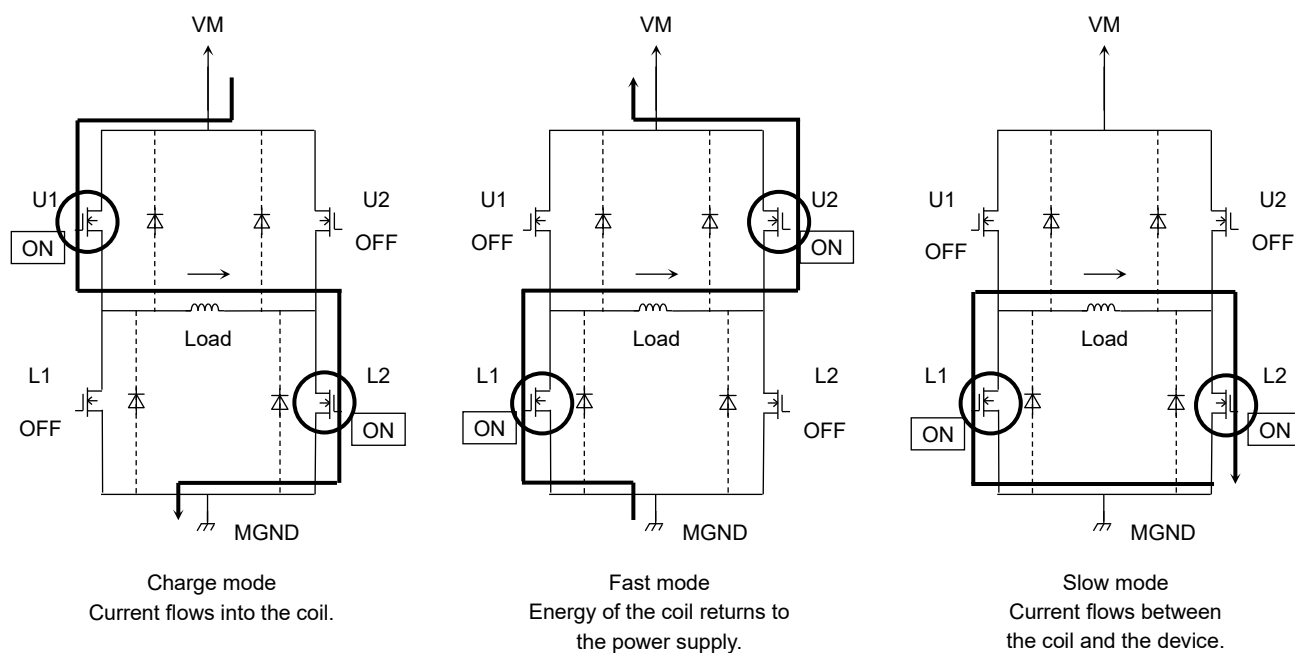 VM
U1
ON
U2
OFF
Load
L1
OFF
L2
ON
MGND
Charge mode
Current flows into the coil.
VM
U1
OFF
U2
ON
Load
L1
ON
L2
OFF
MGND
Fast mode
Energy of the coil returns to
the power supply.
VM
U1
OFF
U2
OFF
Load
L1
ON
L2
ON
MGND
Slow mode
Current flows between
the coil and the device.